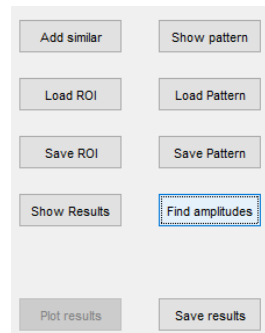 Add similar
Show pattern
Load ROI
Load Pattern
Save ROI
Save Pattern
Show Results
Find amplitudes
Plot results
Save results